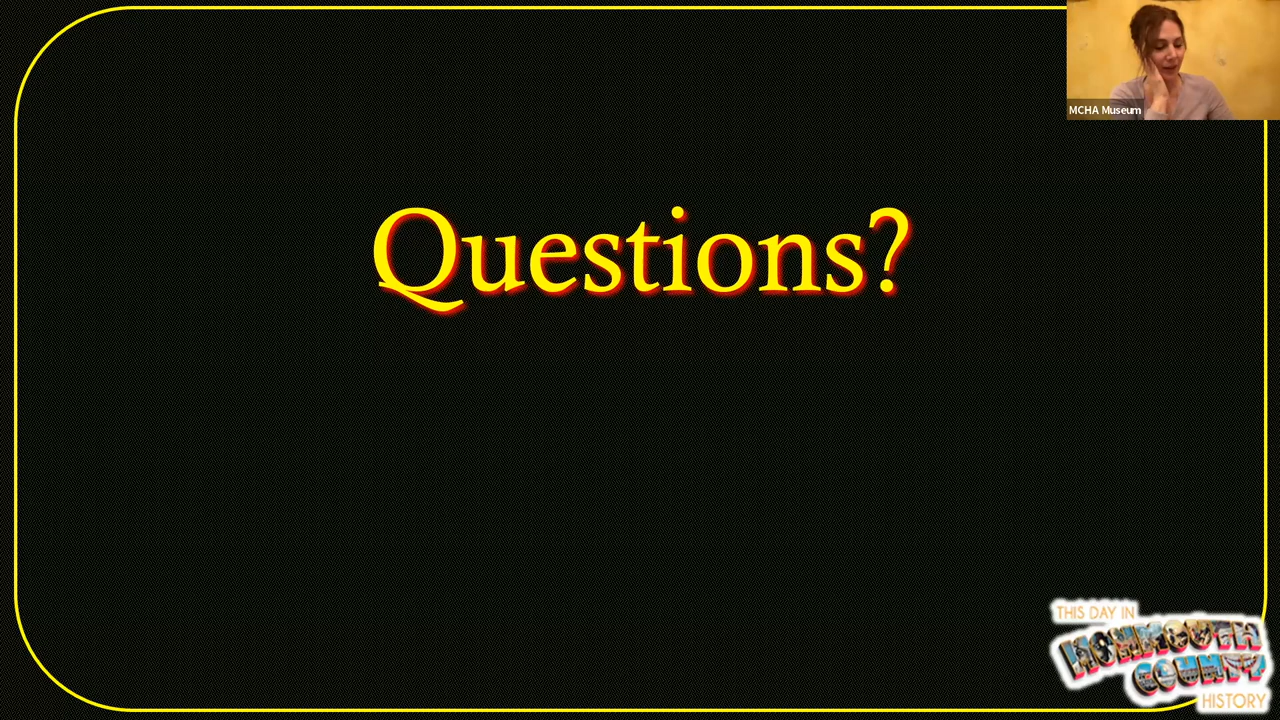 MCHA Museum
Questions?
THIS DAY IN
MONMOUTH
COUNTY
HISTORY